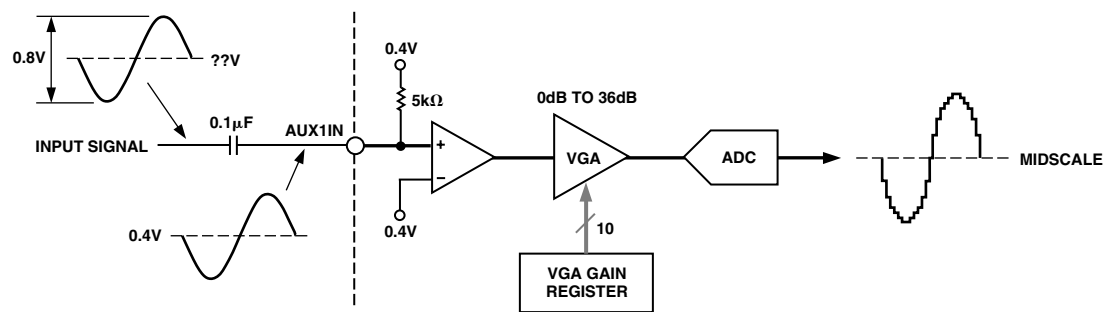 0.8V
??V
INPUT SIGNAL
0.1μF
AUX1IN
0.4V
0.4V
5kΩ
+
–
0.4V
0dB TO 36dB
VGA
10
VGA GAIN
REGISTER
ADC
MIDSCALE